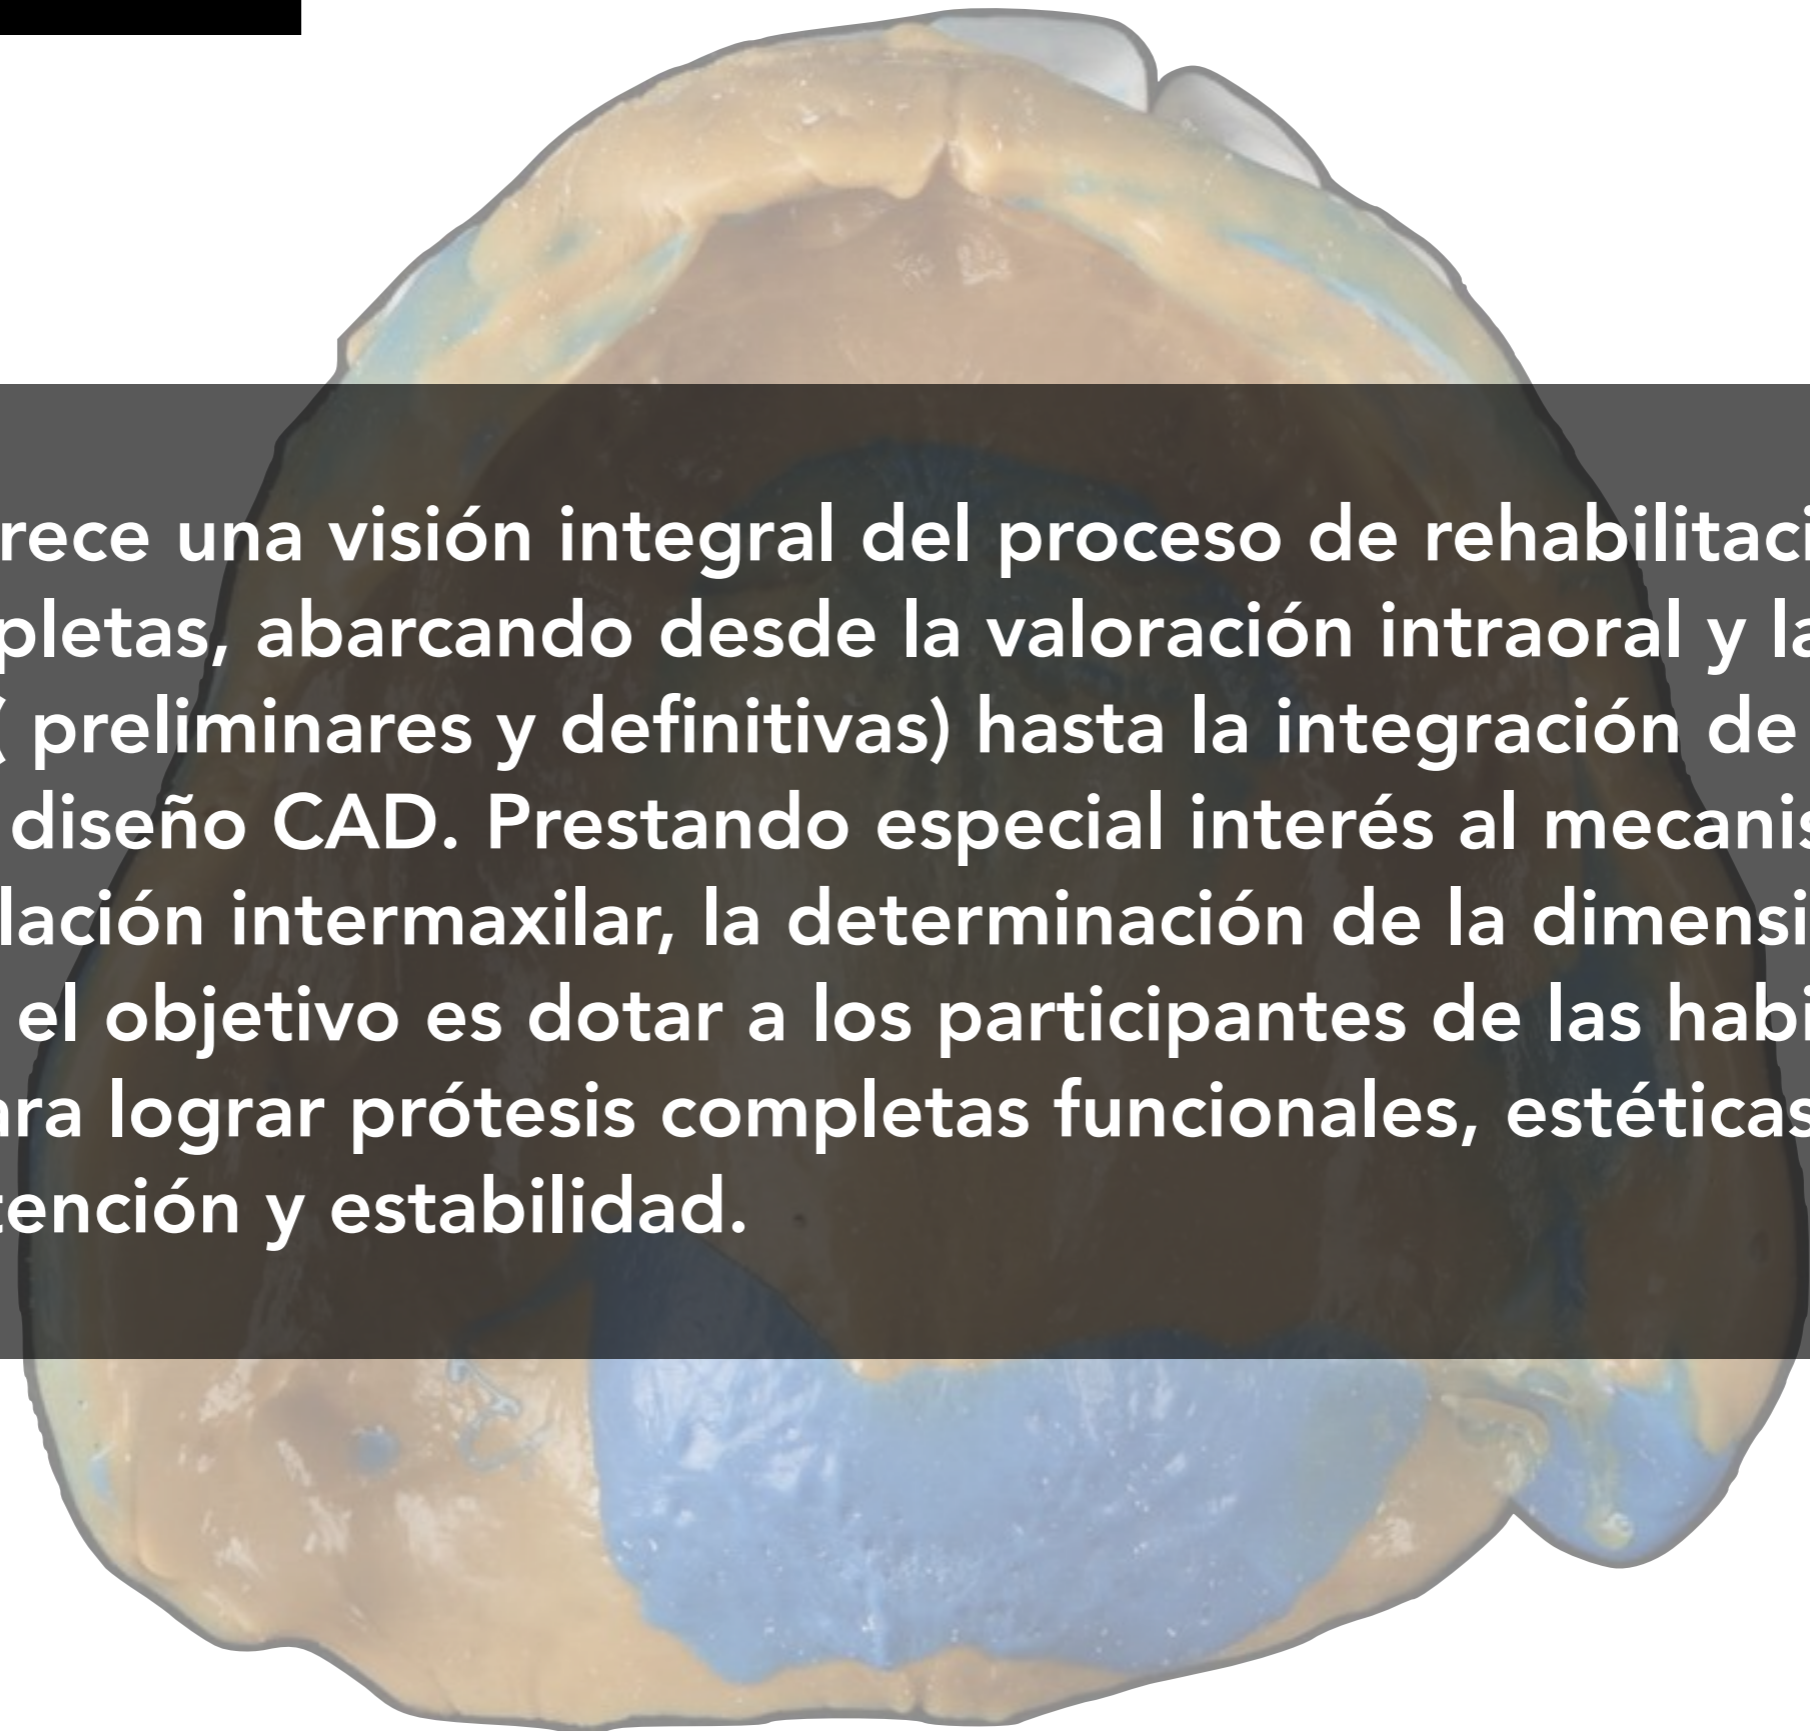 rece una visión integral del proceso de rehabilitaci
pletas, abarcando desde la valoración intraoral y la
( preliminares y definitivas) hasta la integración de
diseño CAD. Prestando especial interés al mecanis
lación intermaxilar, la determinación de la dimensi
el objetivo es dotar a los participantes de las habi
ara lograr prótesis completas funcionales, estéticas
tención y estabilidad.